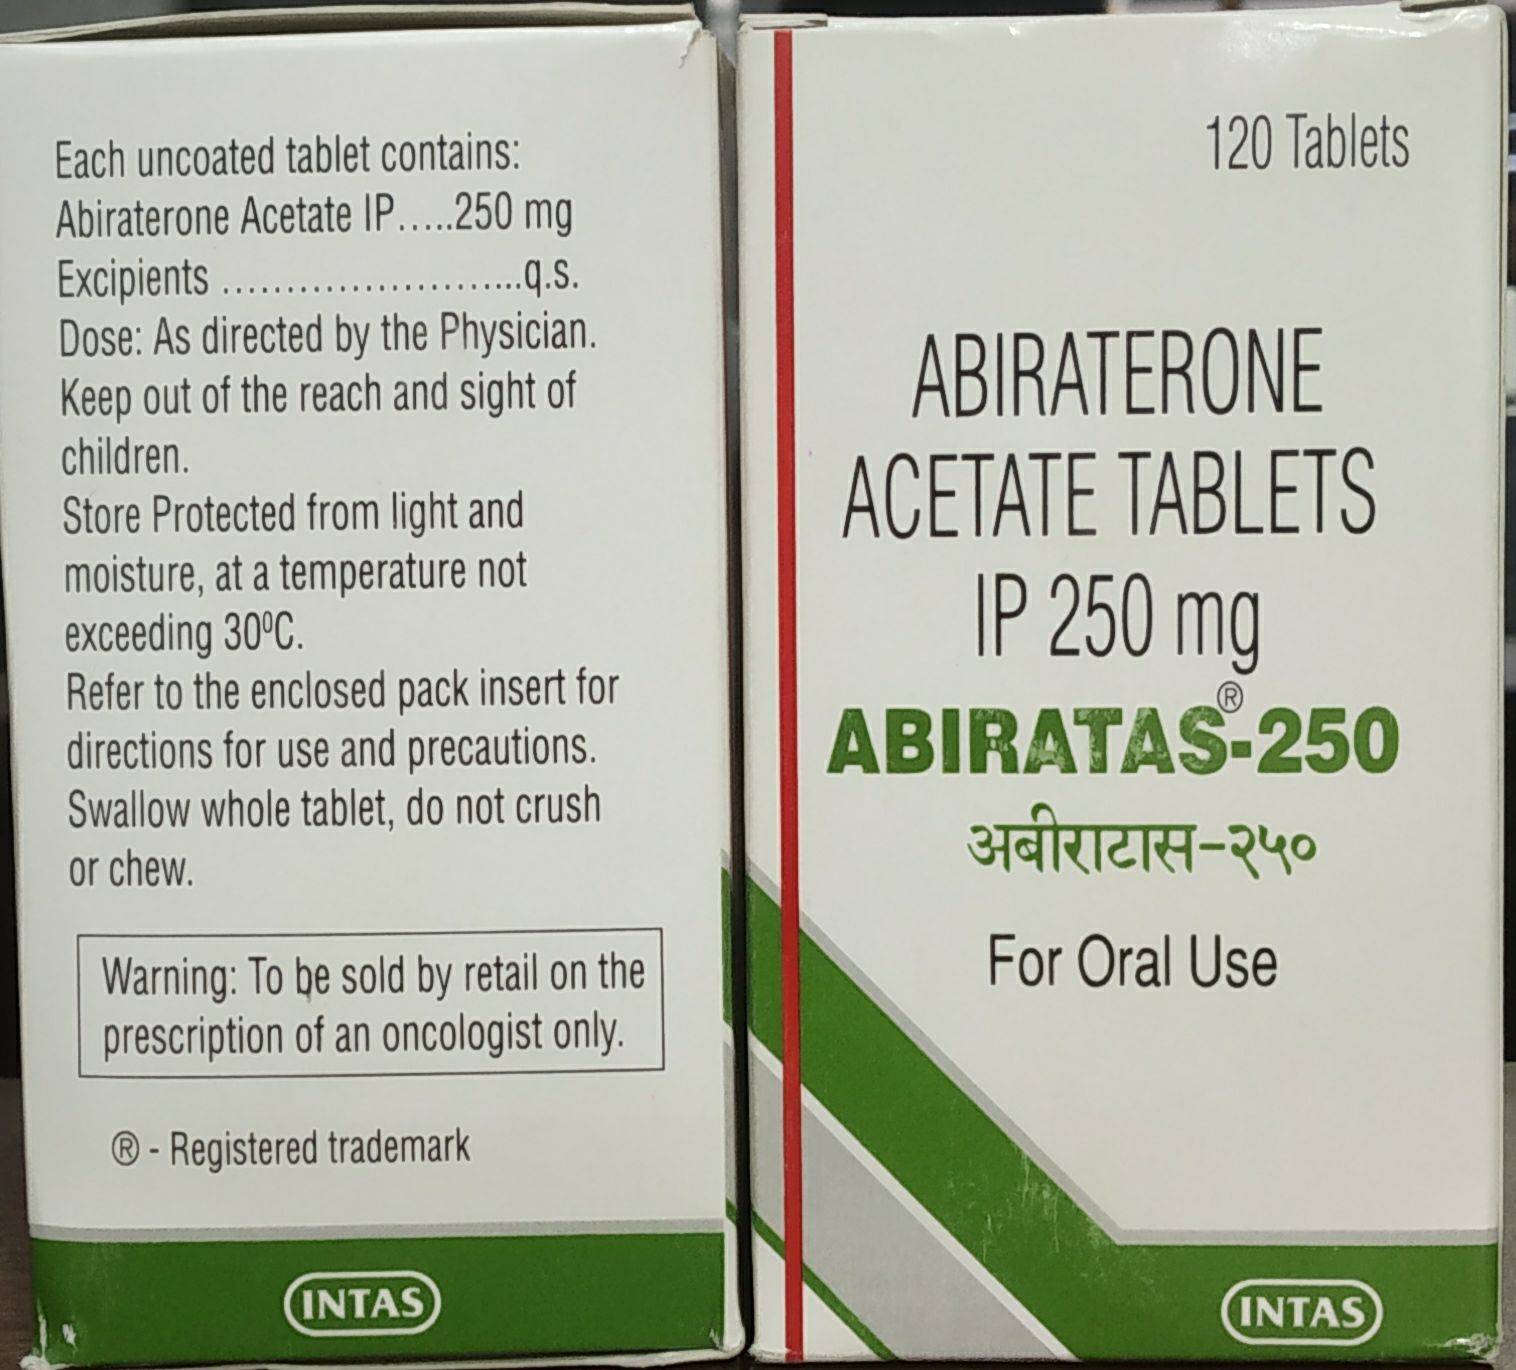 Each uncoated tablet contains:
Abiraterone Acetate IP.....250 mg
Excipients ........................q.s.
Dose: As directed by the Physician.
Keep out of the reach and sight of
children.
Store Protected from light and
moisture, at a temperature not
exceeding 30⁰C.
Refer to the enclosed pack insert for
directions for use and precautions.
Swallow whole tablet, do not crush
or chew.
Warning: To be sold by retail on the
prescription of an oncologist only.
® - Registered trademark
INTAS
120 Tablets
ABIRATERONE
ACETATE TABLETS
IP 250 mg
ABIRATAS®-250
अबीराटास-२५०
For Oral Use
INTAS